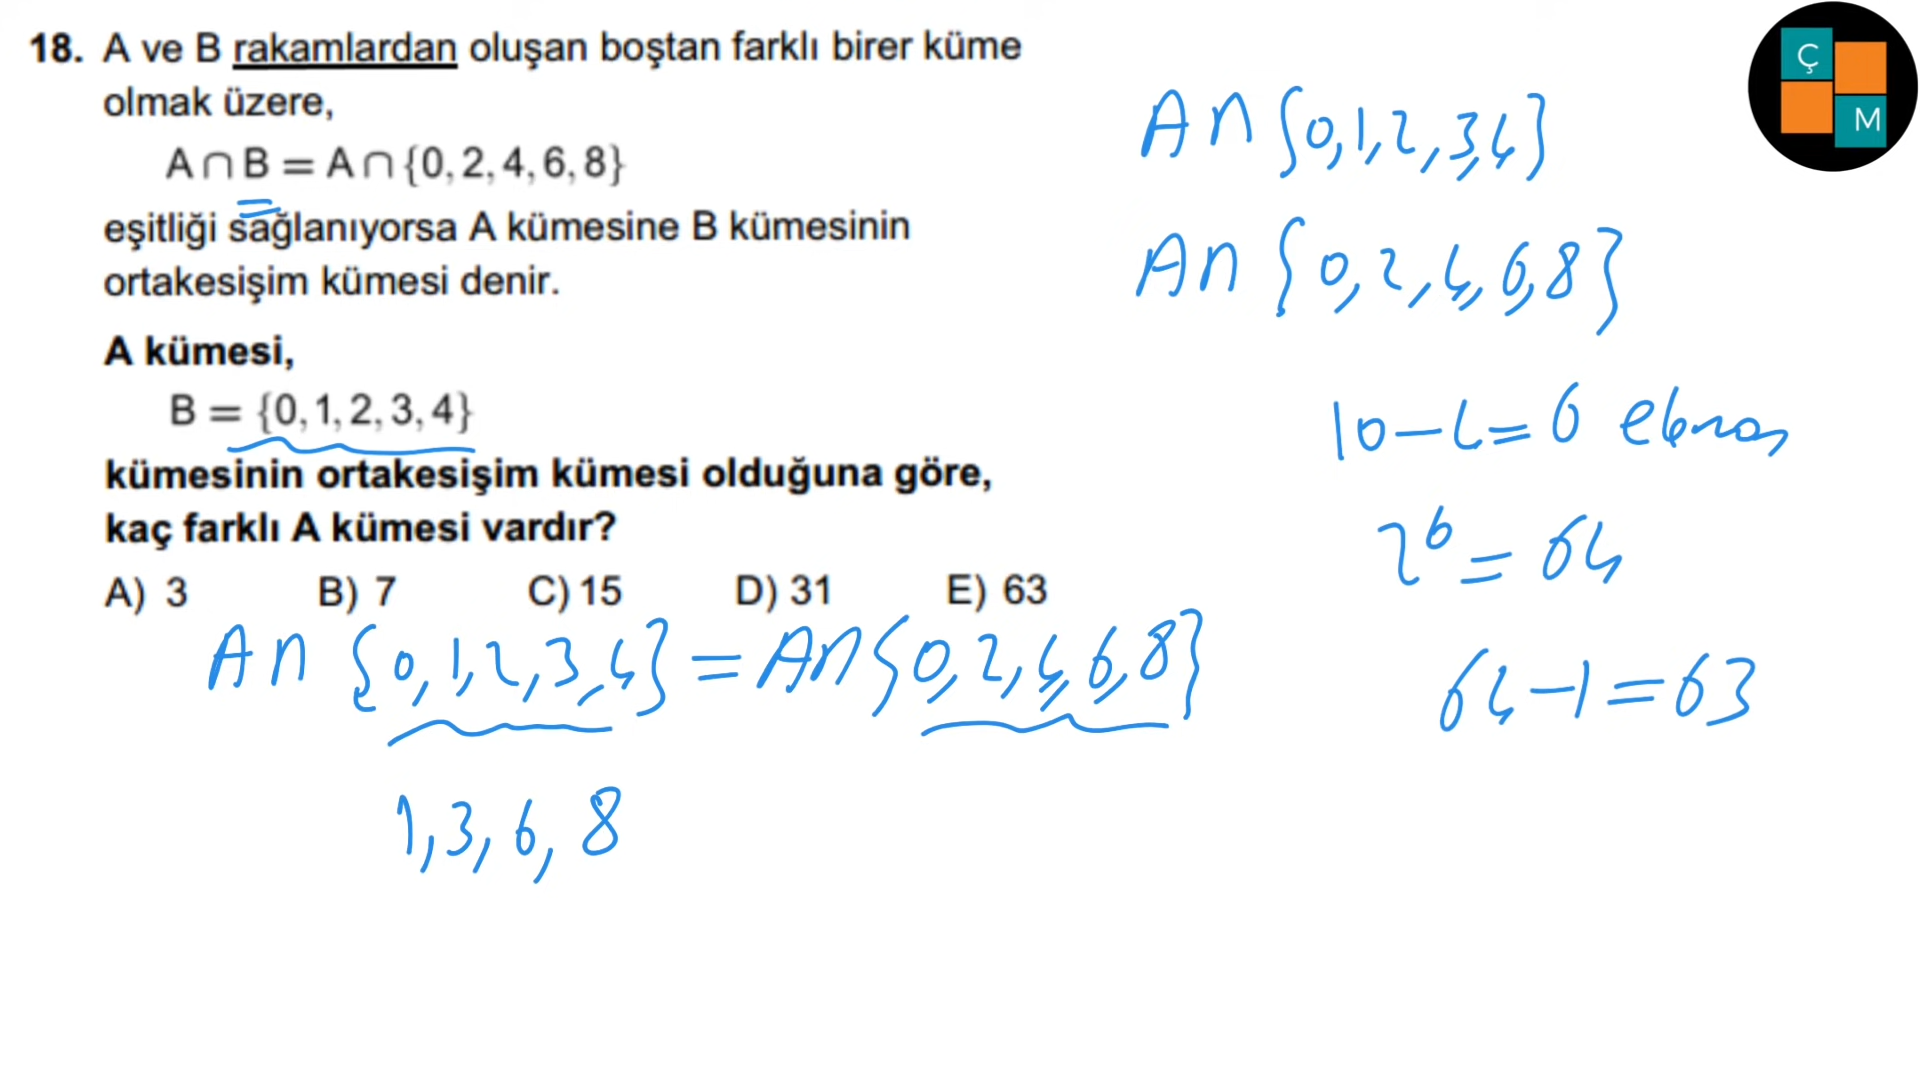 18. A ve B rakamlardan oluşan boştan farklı birer küme
olmak üzere,
A∩B = A∩{0, 2, 4, 6, 8}
eşitliği sağlanıyorsa A kümesine B kümesinin
ortakesişim kümesi denir.
A kümesi,
B = {0, 1, 2, 3, 4}
kümesinin ortakesişim kümesi olduğuna göre,
kaç farklı A kümesi vardır?
A) 3 B) 7 C) 15 D) 31 E) 63
A∩ {0,1,2,3,4} = A∩{0,2,4,6,8}
1,3,6,8
A∩ {0,1,2,3,4}
A∩ {0,2,4,6,8}
10-4=6 eleman
2⁶ = 64
64-1=63
Ç
M